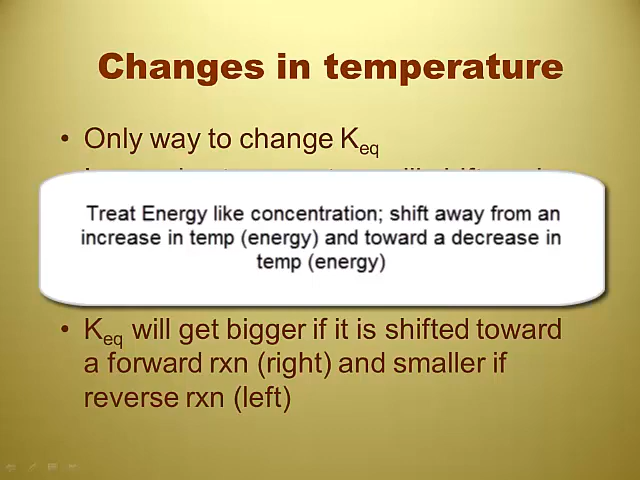 Changes in temperature
• Only way to change Keq
Treat Energy like concentration; shift away from an
increase in temp (energy) and toward a decrease in
temp (energy)
• Keq will get bigger if it is shifted toward
a forward rxn (right) and smaller if
reverse rxn (left)